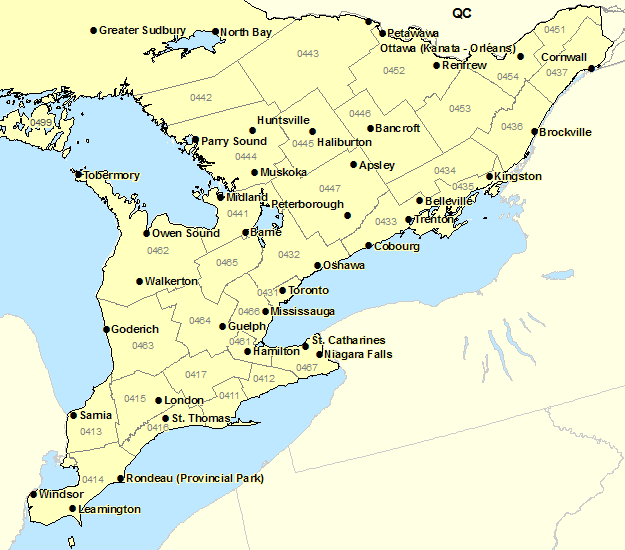 QC
Greater Sudbury
North Bay
Petawawa
0451
Ottawa (Kanata - Orléans)
0443
Cornwall
Renfrew
0452
0454
0437
0442
0453
0499
Huntsville
0446
Bancroft
0436
Brockville
Parry Sound
0445
Haliburton
0444
Apsley
Muskoka
0434
Tobermory
Kingston
0447
0435
Midland
Peterborough
Belleville
0441
0433
Trenton
Owen Sound
Barrie
0462
Cobourg
0432
0465
Oshawa
Walkerton
0431
Toronto
0466
Mississauga
0464
Guelph
Goderich
0463
0461
St. Catharines
Hamilton
Niagara Falls
0467
0417
0412
0415
London
0411
Sarnia
St. Thomas
0416
0413
0414
Rondeau (Provincial Park)
Windsor
Leamington